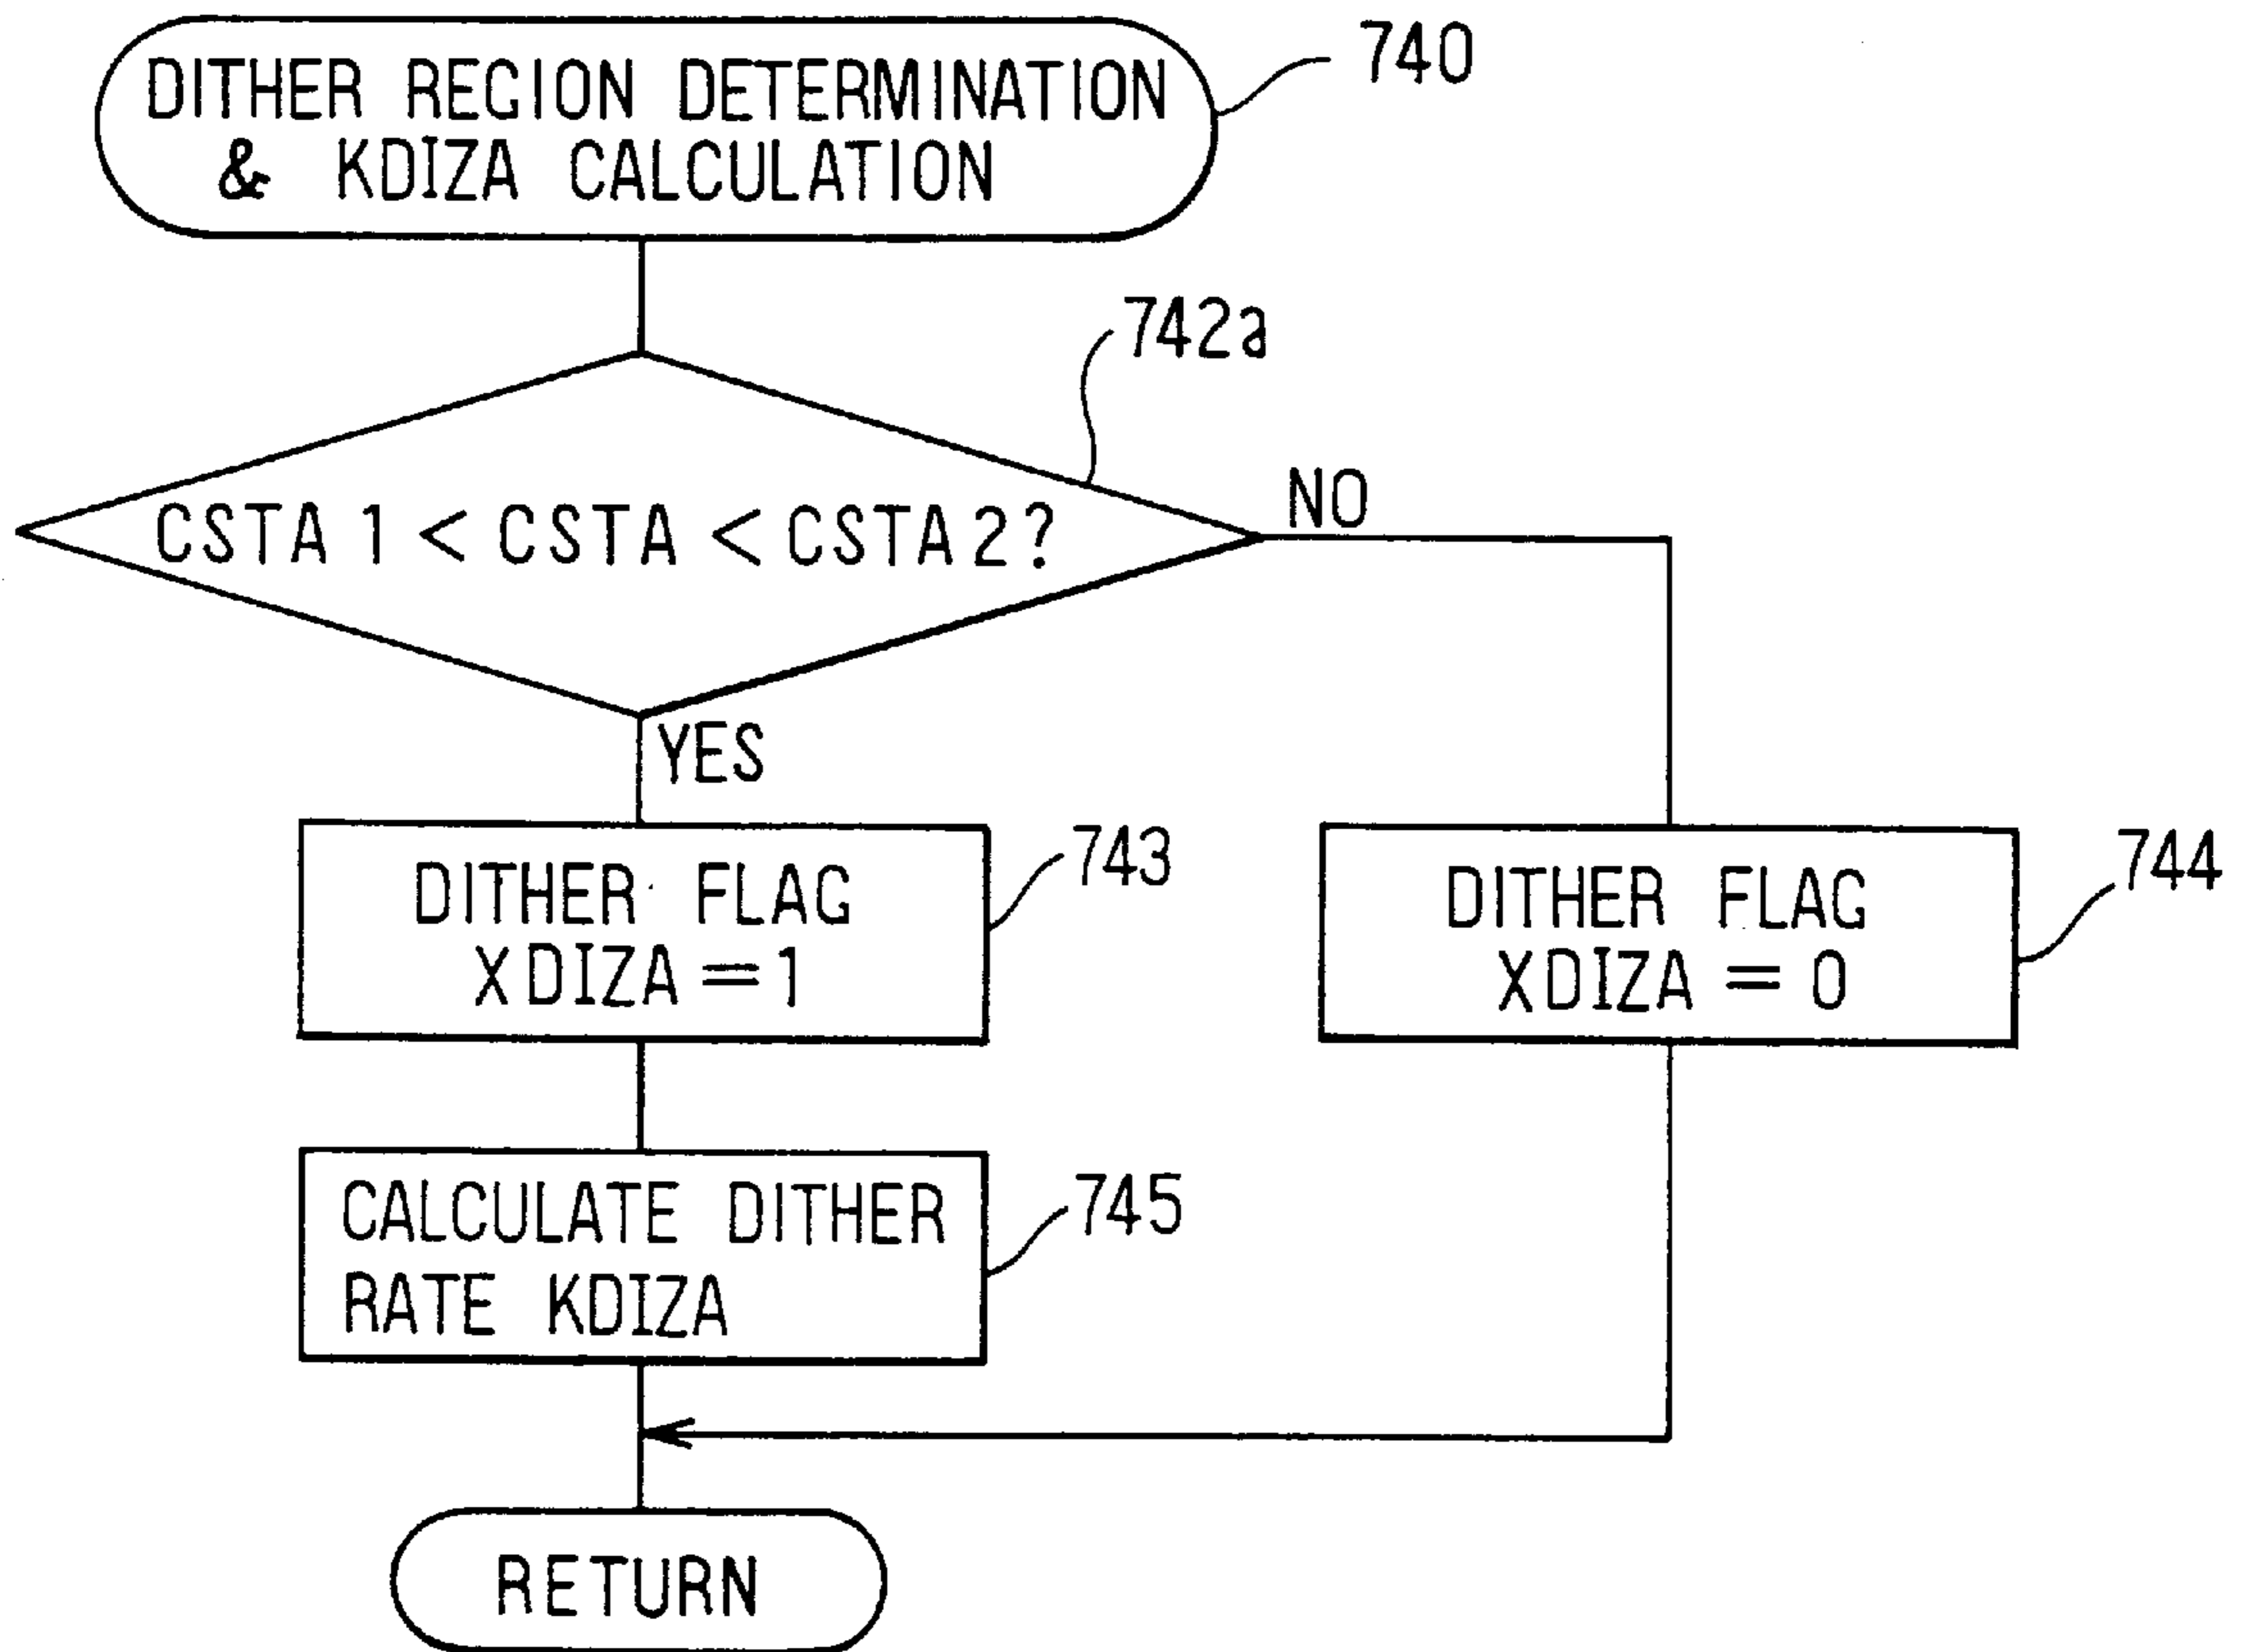 DITHER REGION DETERMINATION
& KDIZA CALCULATION
740
742a
CSTA1 < CSTA < CSTA2?
NO
YES
DITHER FLAG
XDIZA = 1
743
DITHER FLAG
XDIZA = 0
744
CALCULATE DITHER
RATE KDIZA
745
RETURN